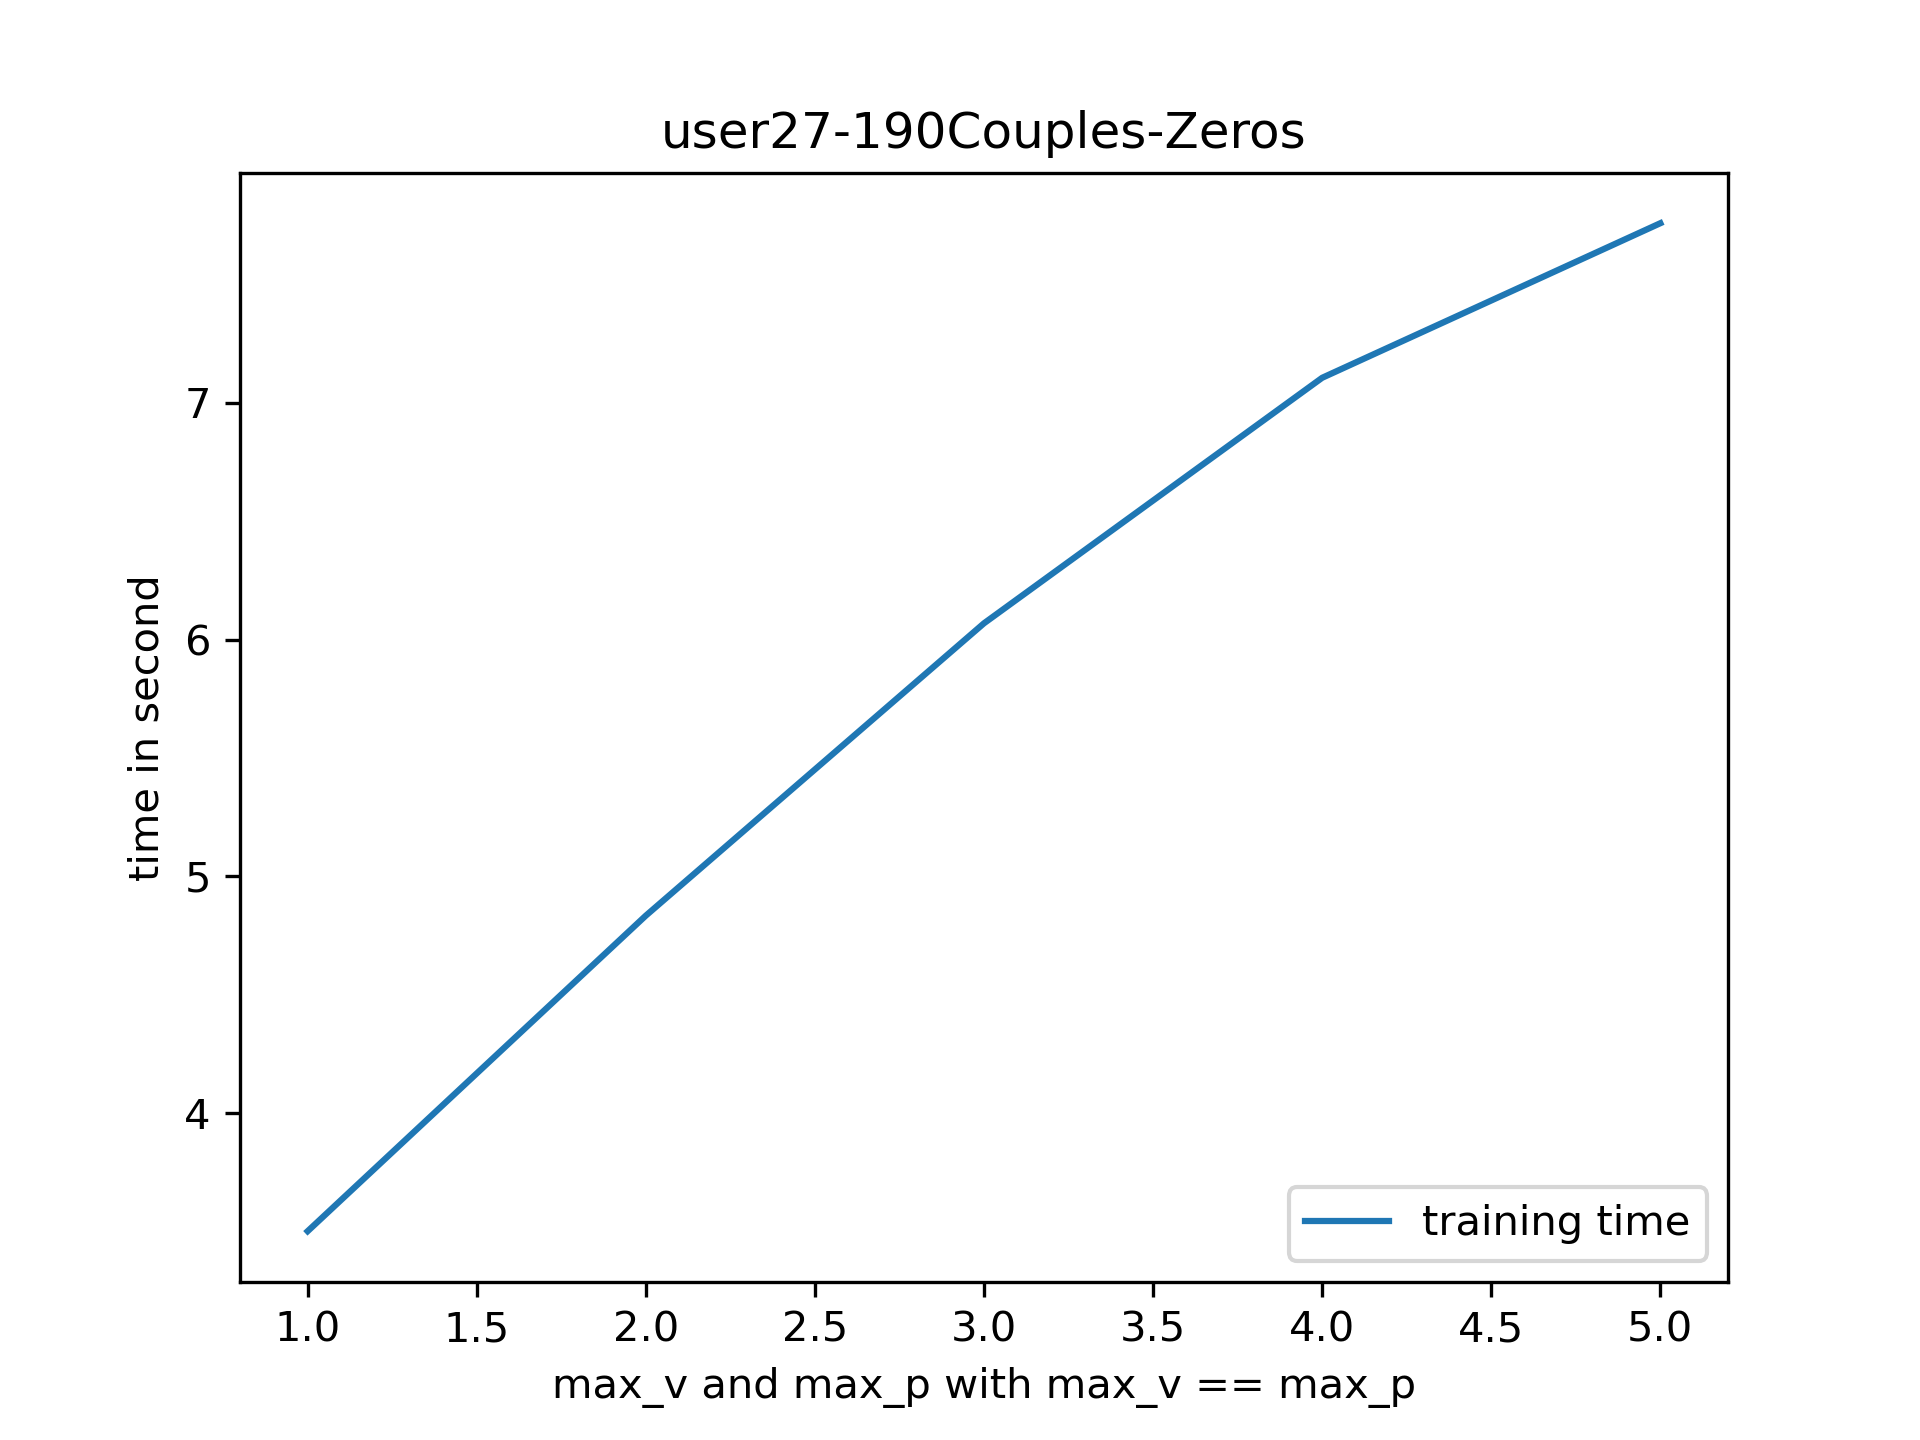 user27-190Couples-Zeros
time in second
7
6
5
4
training time
1.0 1.5 2.0 2.5 3.0 3.5 4.0 4.5 5.0
max_v and max_p with max_v == max_p